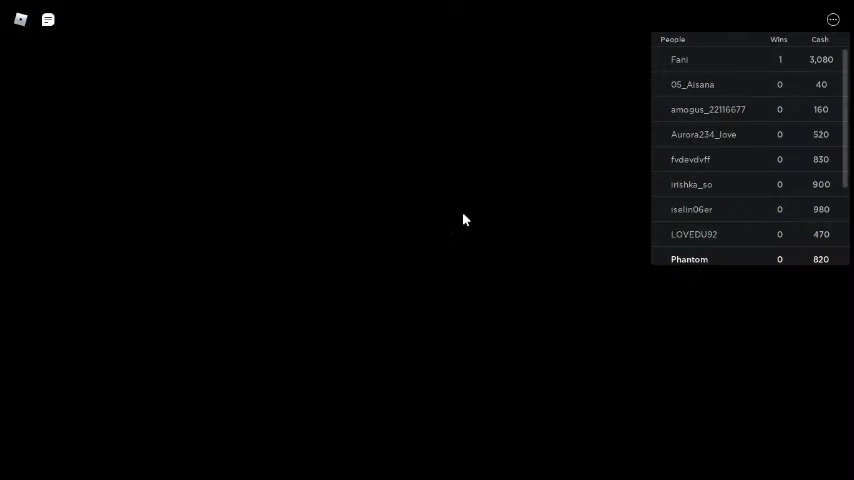 People Wins Cash
Fani 1 3,080
05_Aisana 0 40
amogus_22116677 0 160
Aurora234_love 0 520
fvdevdvff 0 830
irishka_so 0 900
iselin06er 0 980
LOVEDU92 0 470
Phantom 0 820